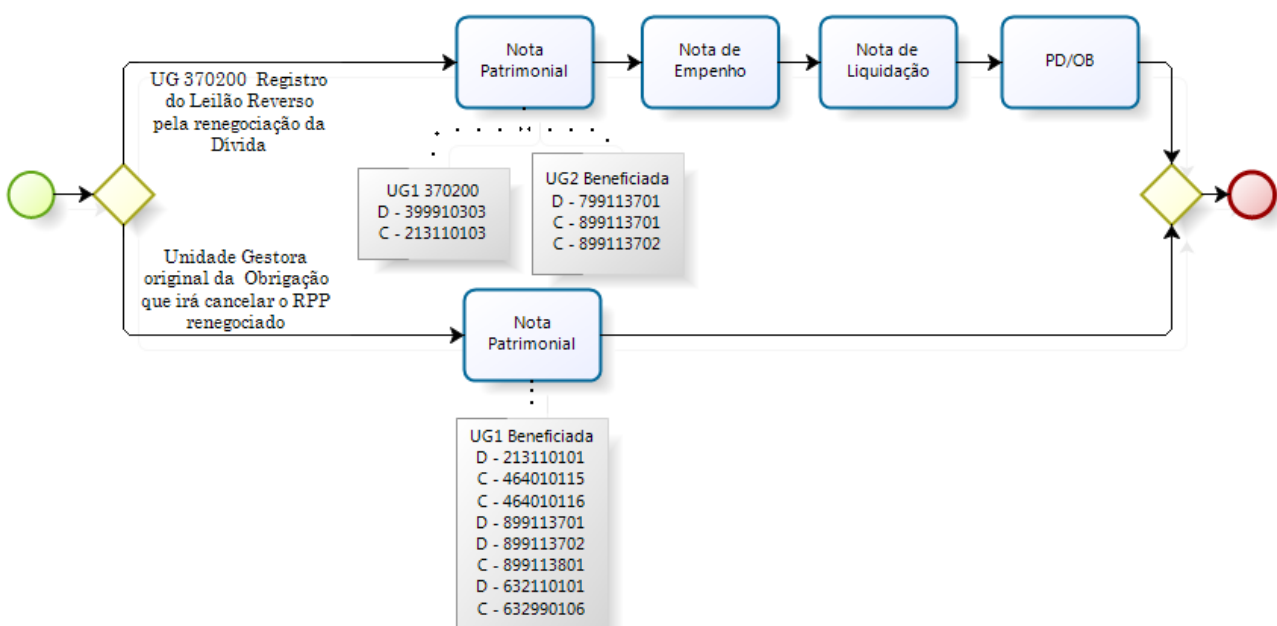 Nota
Patrimonial
Nota de
Empenho
Nota de
Liquidação
PD/OB
UG 370200  Registro
do Leilão Reverso
pela renegociação da
Dívida
UG1 370200
D - 399910303
C - 213110103
UG2 Beneficiada
D - 799113701
C - 899113701
C - 899113702
Unidade Gestora
original da  Obrigação
que irá cancelar o RPP
renegociado
Nota
Patrimonial
UG1 Beneficiada
D - 213110101
C - 464010115
C - 464010116
D - 899113701
D - 899113702
C - 899113801
D - 632110101
C - 632990106